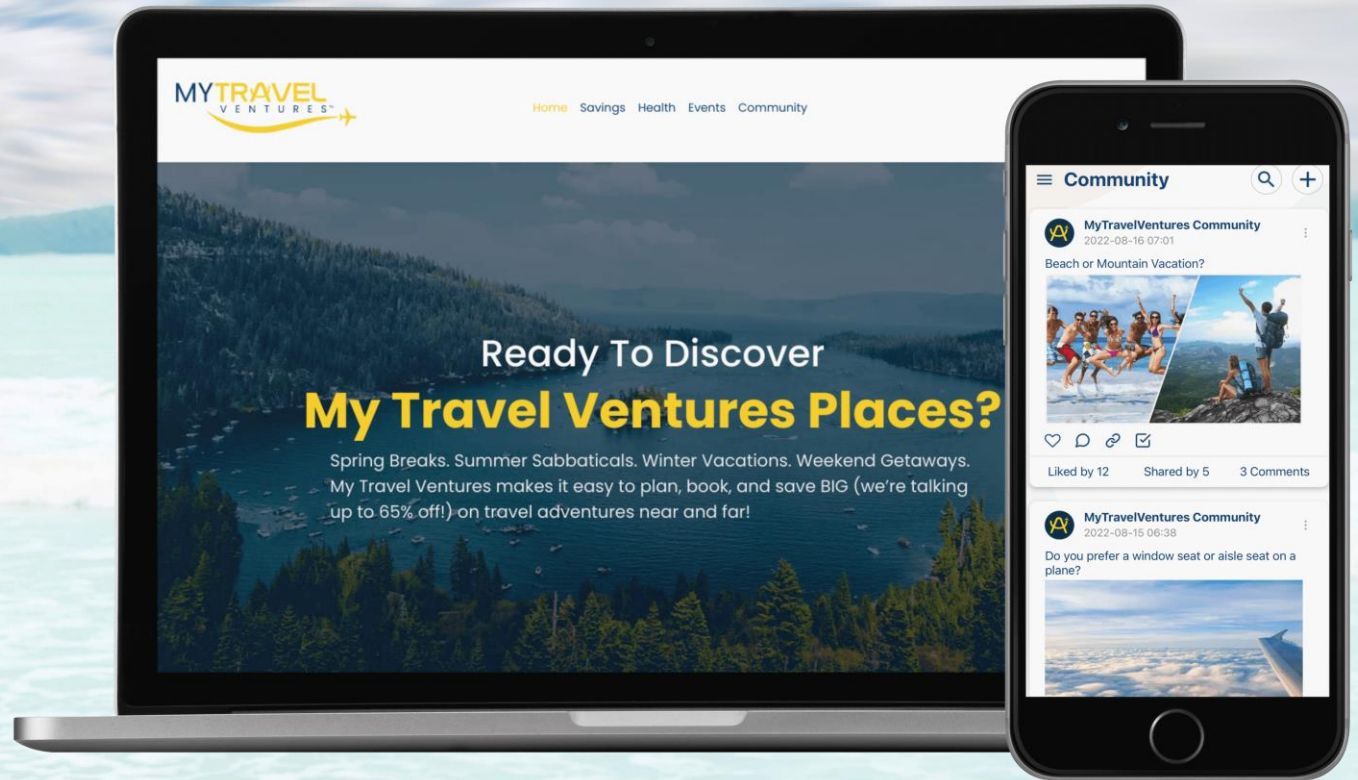 MYTRAVEL
VENTURES™
Home Savings Health Events Community
Ready To Discover
My Travel Ventures Places?
Spring Breaks. Summer Sabbaticals. Winter Vacations. Weekend Getaways.
My Travel Ventures makes it easy to plan, book, and save BIG (we’re talking
up to 65% off!) on travel adventures near and far!
Community
MyTravelVentures Community
2022-08-16 07:01
Beach or Mountain Vacation?
Liked by 12 Shared by 5 3 Comments
MyTravelVentures Community
2022-08-15 06:38
Do you prefer a window seat or aisle seat on a
plane?